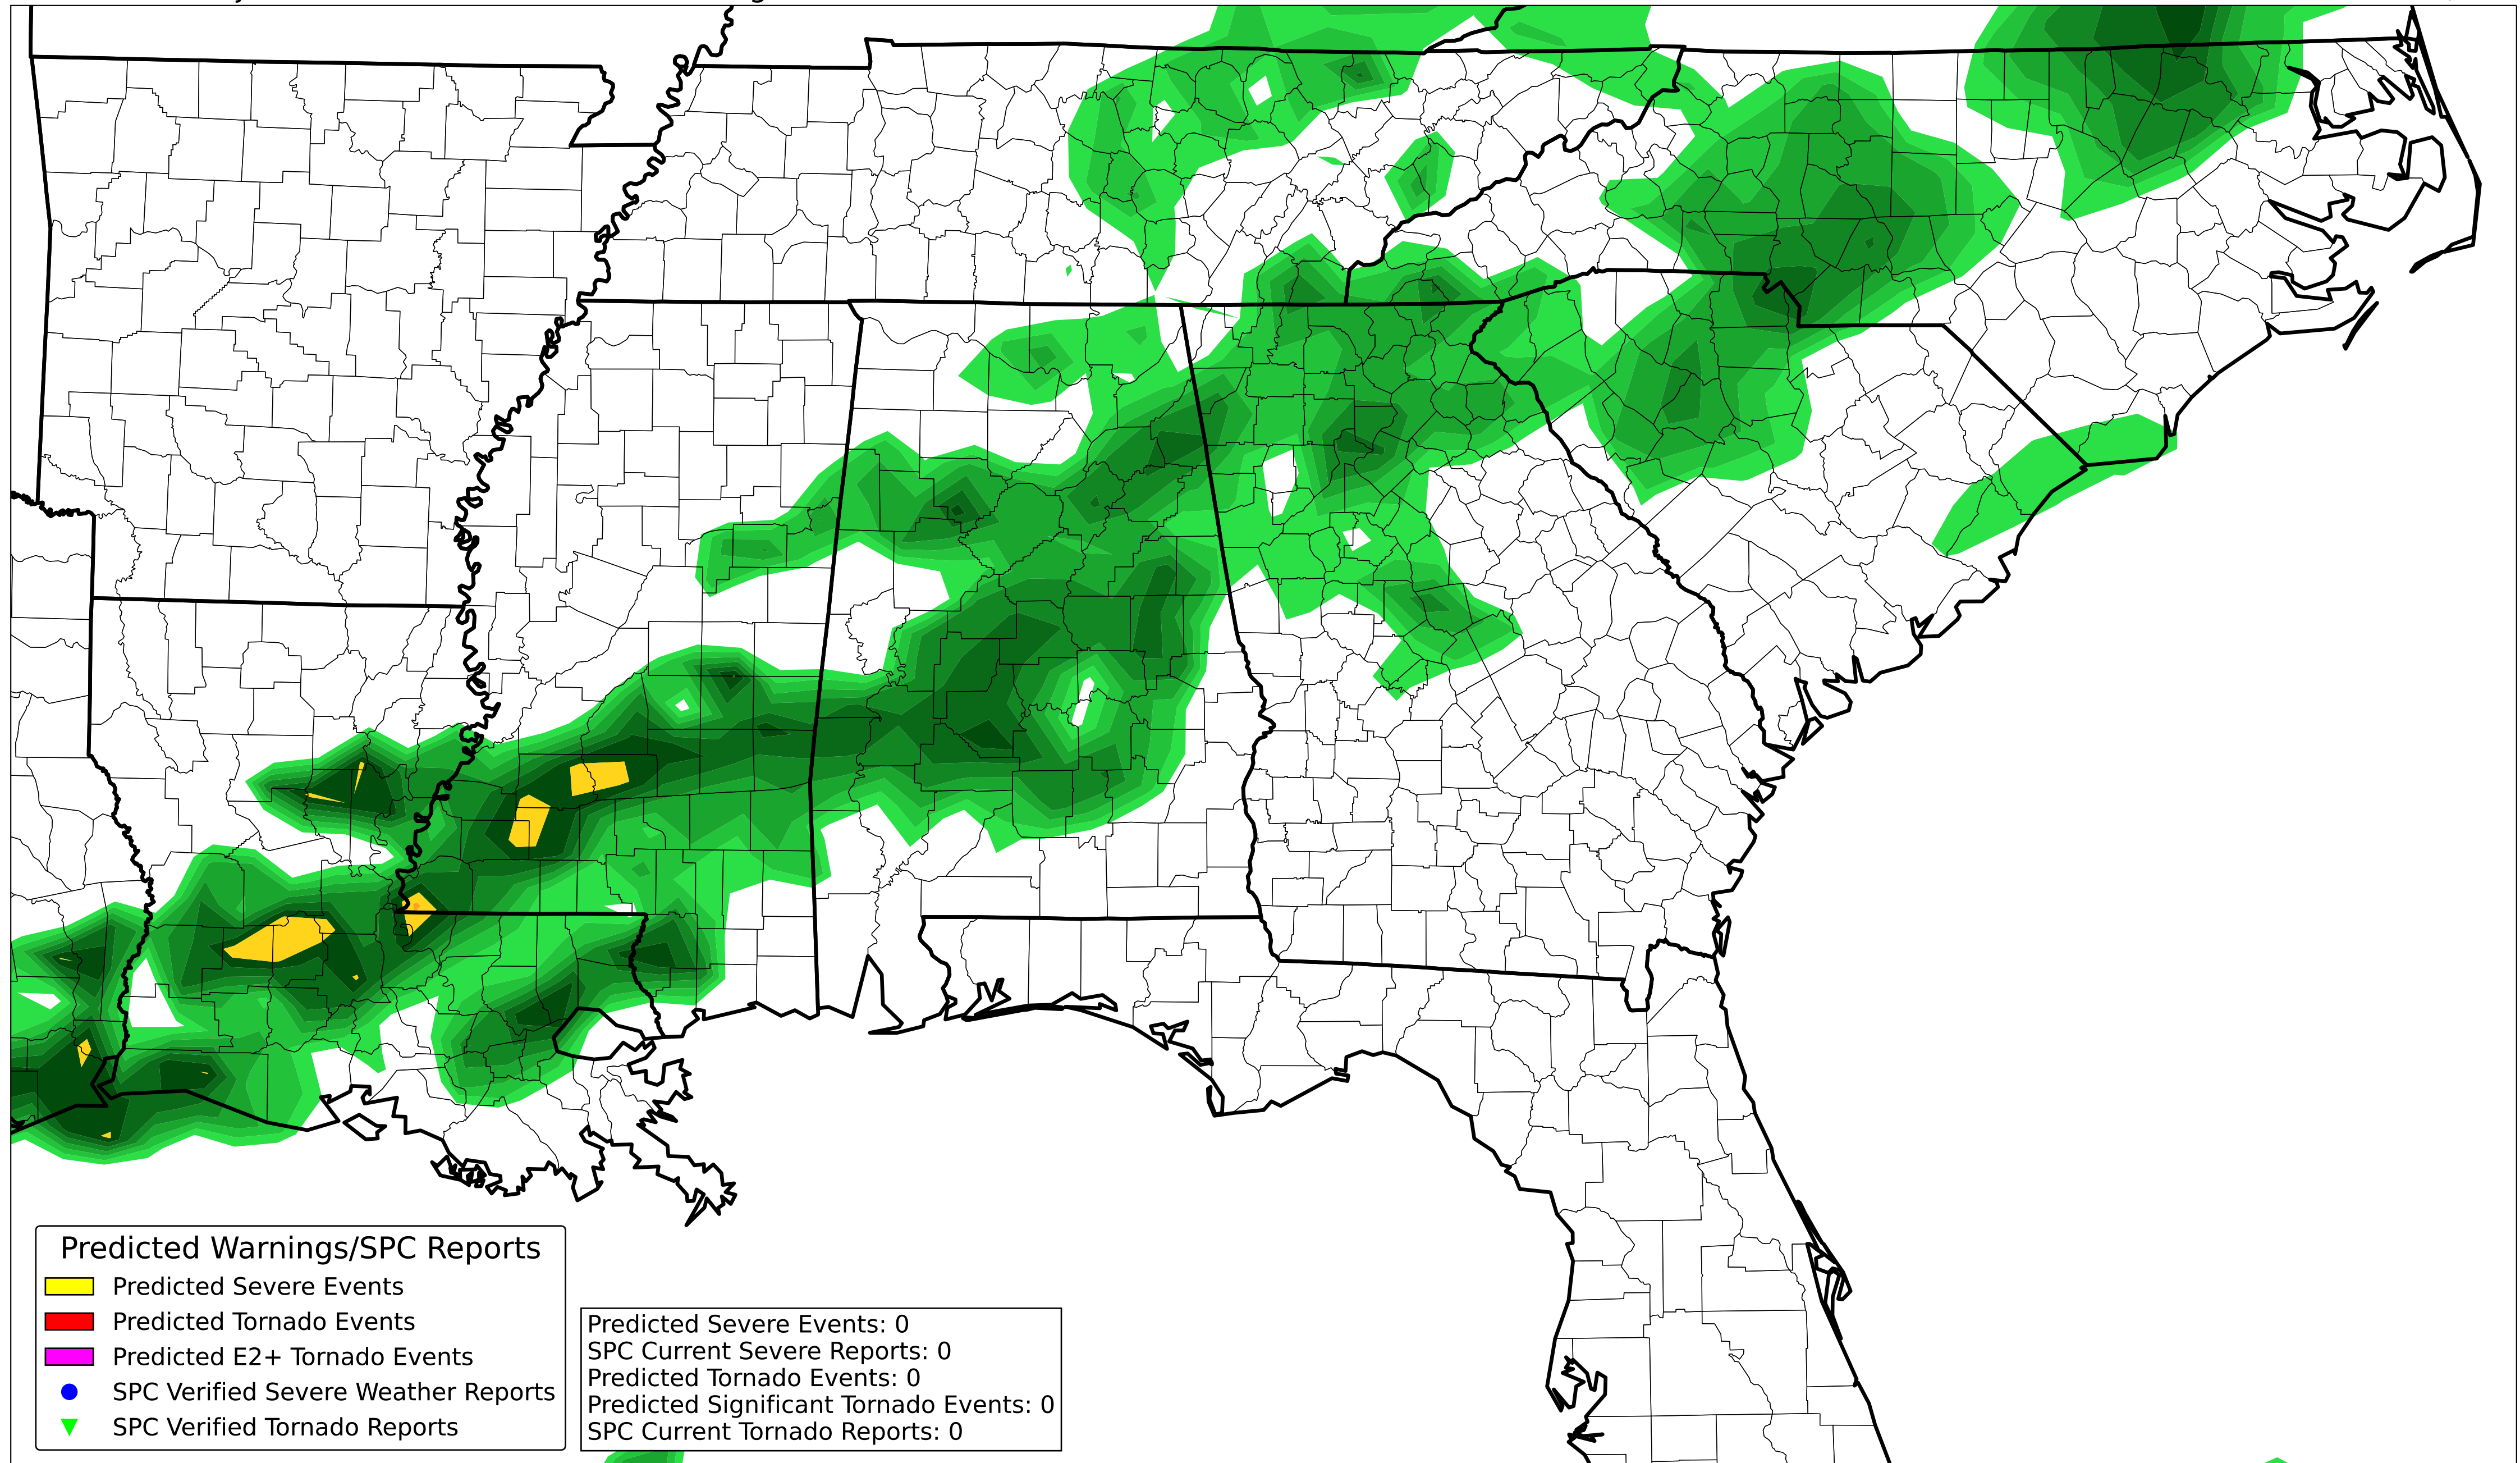 Predicted Warnings/SPC Reports
Predicted Severe Events
Predicted Tornado Events
Predicted E2+ Tornado Events
SPC Verified Severe Weather Reports
SPC Verified Tornado Reports
Predicted Severe Events: 0
SPC Current Severe Reports: 0
Predicted Tornado Events: 0
Predicted Significant Tornado Events: 0
SPC Current Tornado Reports: 0